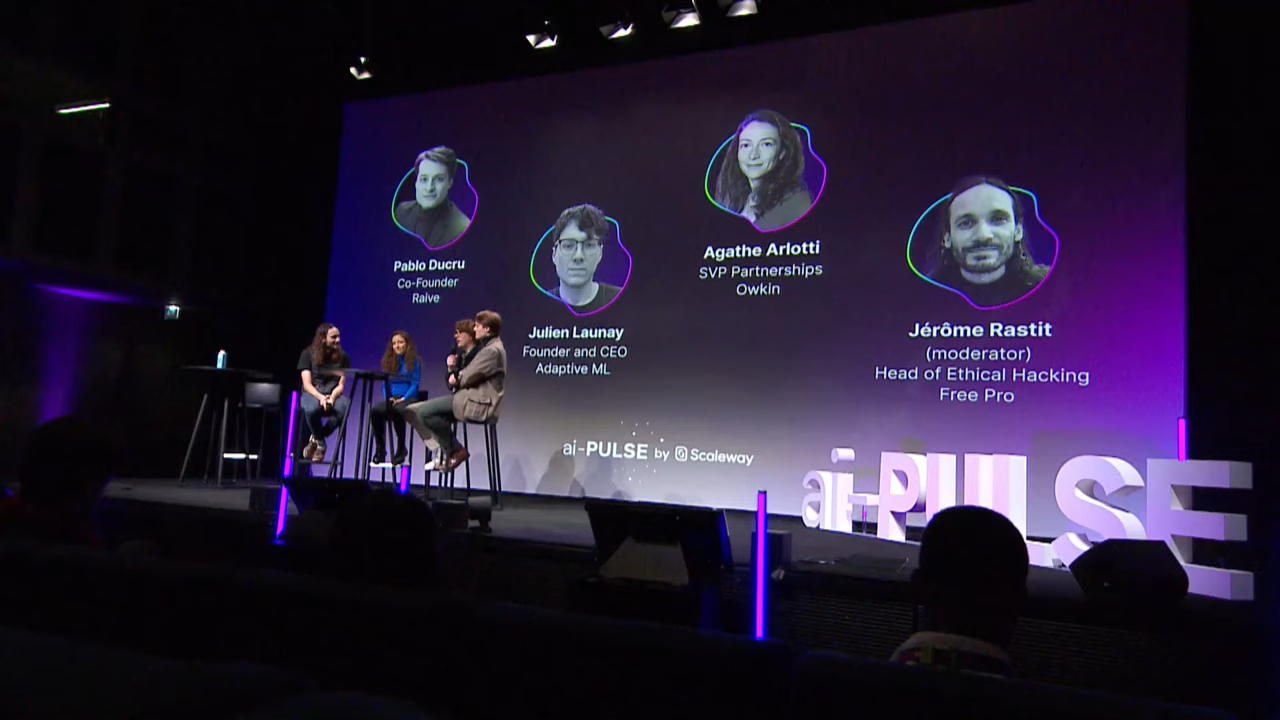 Pablo Ducru
Co-Founder
Raive
Julien Launay
Founder and CEO
Adaptive ML
Agathe Arlotti
SVP Partnerships
Owkin
Jérôme Rastit
(moderator)
Head of Ethical Hacking
Free Pro
ai-PULSE by Scaleway
ai-PULSE